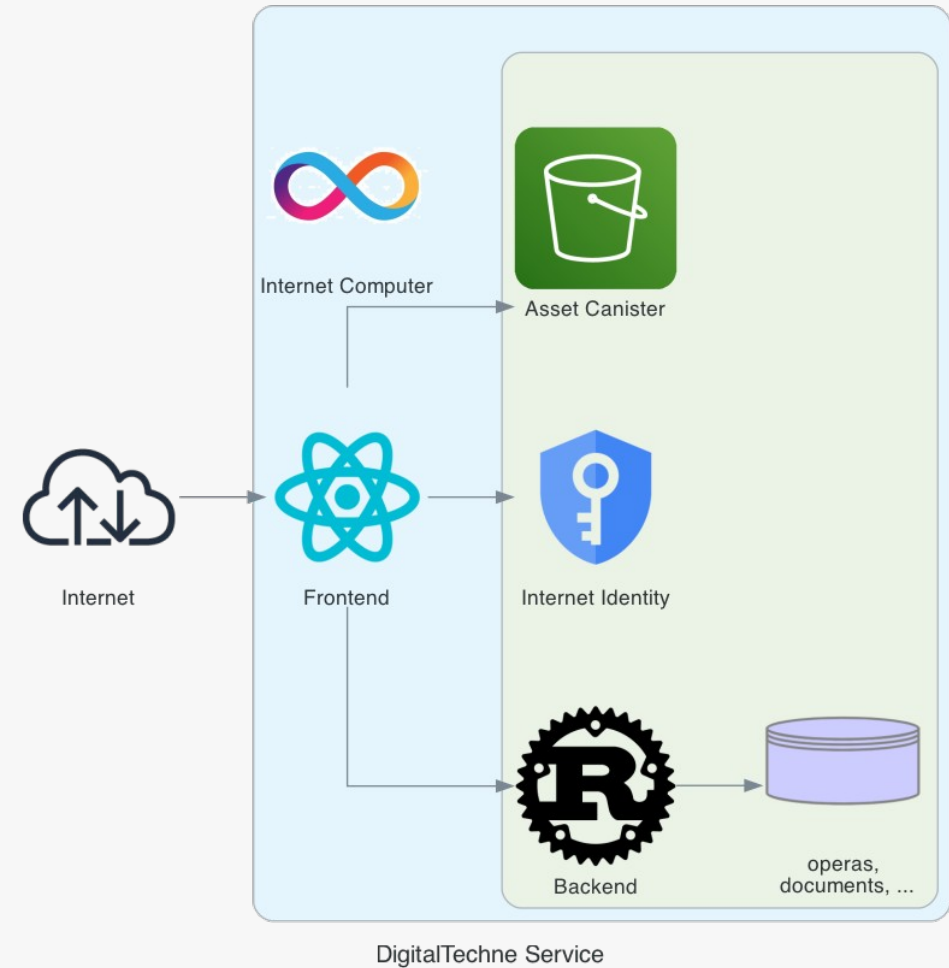 Internet Computer
Asset Canister
Internet
Frontend
Internet Identity
R
Backend
operas,
documents, ...
DigitalTechne Service